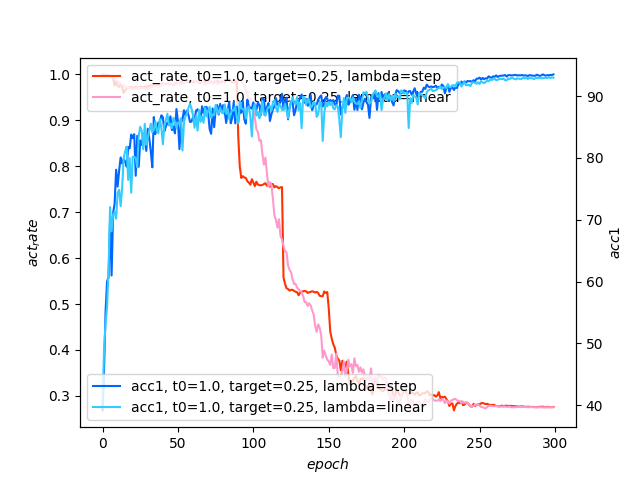 act_rate, t0=1.0, target=0.25, lambda=step
act_rate, t0=1.0, target=0.25, lambda=linear
1.0
0.9
0.8
0.7
0.6
0.5
0.4
0.3
act_rate
90
80
70
60
50
40
acc1
acc1, t0=1.0, target=0.25, lambda=step
acc1, t0=1.0, target=0.25, lambda=linear
0 50 100 150 200 250 300
epoch